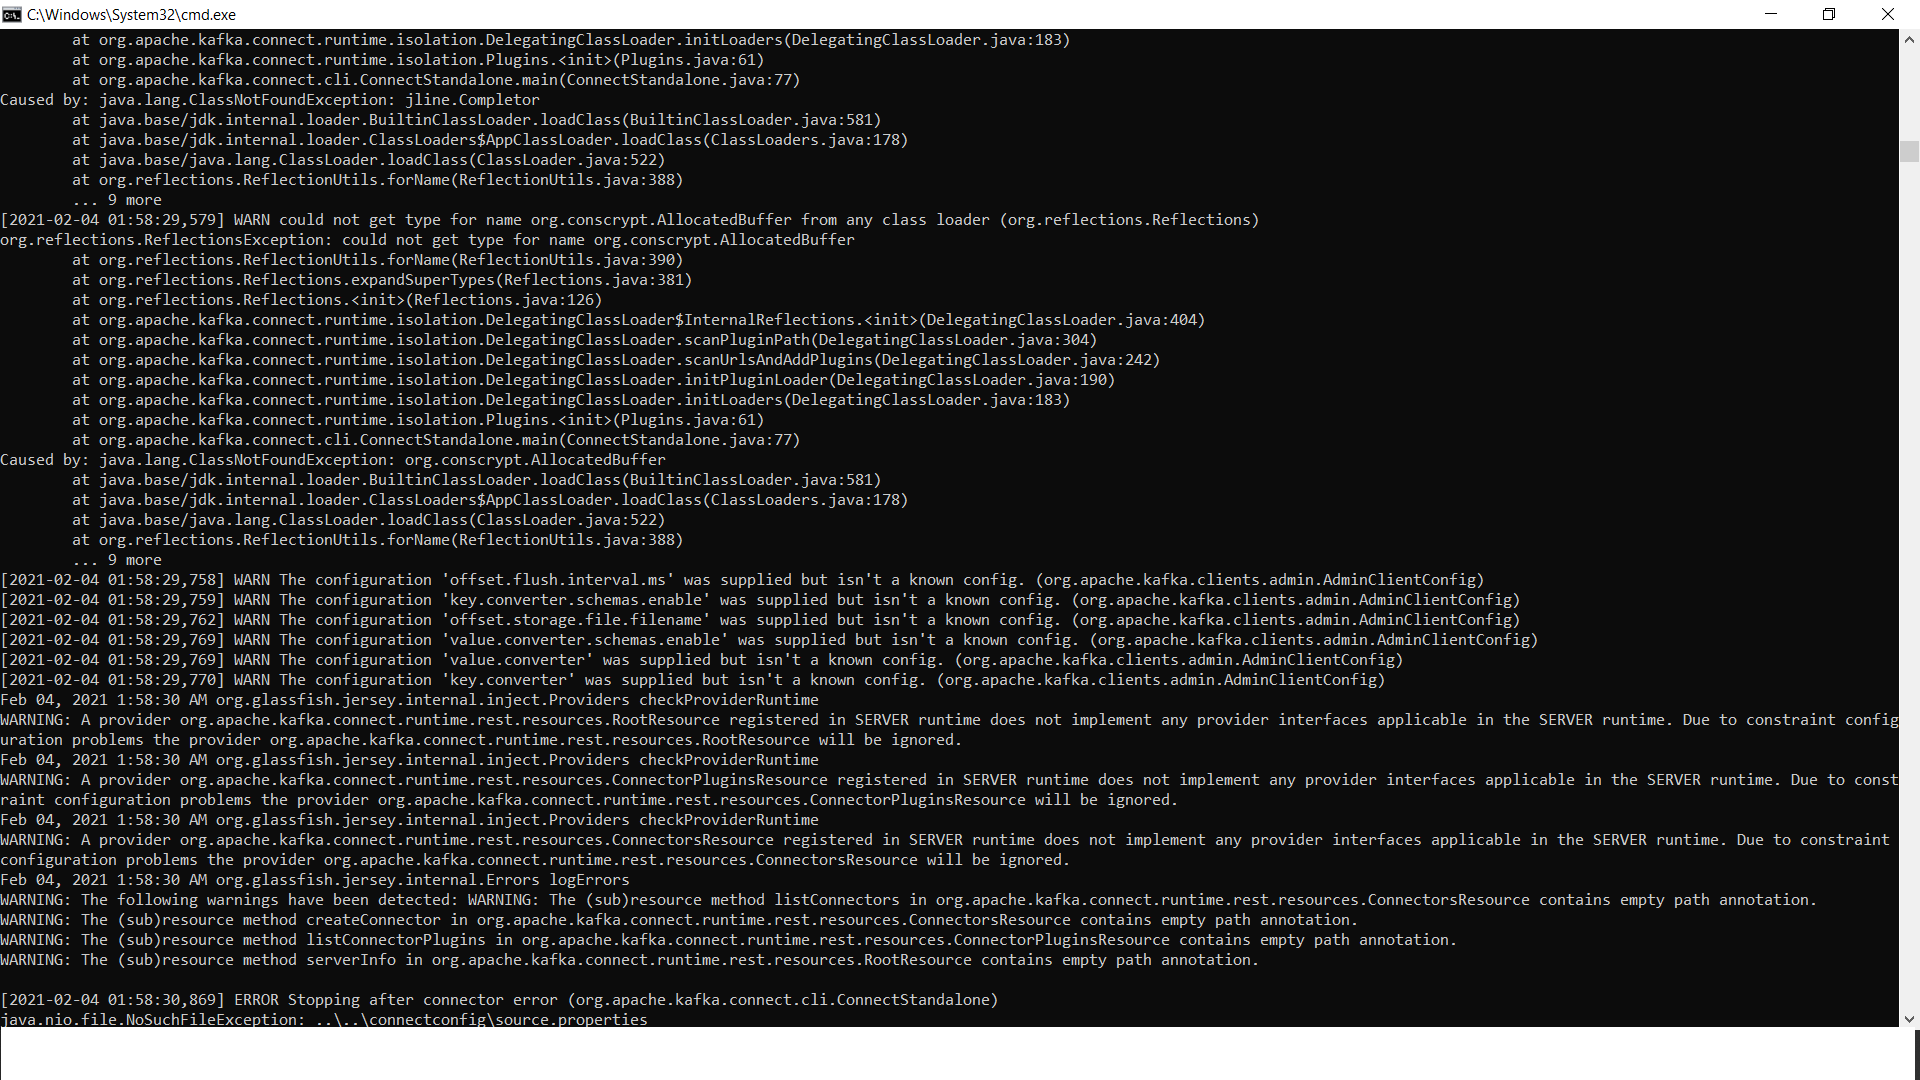 C:\Windows\System32\cmd.exe
at org.apache.kafka.connect.runtime.isolation.DelegatingClassLoader.initLoaders(DelegatingClassLoader.java:183)
at org.apache.kafka.connect.runtime.isolation.Plugins.<init>(Plugins.java:61)
at org.apache.kafka.connect.cli.ConnectStandalone.main(ConnectStandalone.java:77)
Caused by: java.lang.ClassNotFoundException: jline.Completor
at java.base/jdk.internal.loader.BuiltinClassLoader.loadClass(BuiltinClassLoader.java:581)
at java.base/jdk.internal.loader.ClassLoaders$AppClassLoader.loadClass(ClassLoaders.java:178)
at java.base/java.lang.ClassLoader.loadClass(ClassLoader.java:522)
at org.reflections.ReflectionUtils.forName(ReflectionUtils.java:388)
... 9 more
[2021-02-04 01:58:29,579] WARN could not get type for name org.conscrypt.AllocatedBuffer from any class loader (org.reflections.Reflections)
org.reflections.ReflectionsException: could not get type for name org.conscrypt.AllocatedBuffer
at org.reflections.ReflectionUtils.forName(ReflectionUtils.java:390)
at org.reflections.Reflections.expandSuperTypes(Reflections.java:381)
at org.reflections.Reflections.<init>(Reflections.java:126)
at org.apache.kafka.connect.runtime.isolation.DelegatingClassLoader$InternalReflections.<init>(DelegatingClassLoader.java:404)
at org.apache.kafka.connect.runtime.isolation.DelegatingClassLoader.scanPluginPath(DelegatingClassLoader.java:304)
at org.apache.kafka.connect.runtime.isolation.DelegatingClassLoader.scanUrlsAndAddPlugins(DelegatingClassLoader.java:242)
at org.apache.kafka.connect.runtime.isolation.DelegatingClassLoader.initPluginLoader(DelegatingClassLoader.java:190)
at org.apache.kafka.connect.runtime.isolation.DelegatingClassLoader.initLoaders(DelegatingClassLoader.java:183)
at org.apache.kafka.connect.runtime.isolation.Plugins.<init>(Plugins.java:61)
at org.apache.kafka.connect.cli.ConnectStandalone.main(ConnectStandalone.java:77)
Caused by: java.lang.ClassNotFoundException: org.conscrypt.AllocatedBuffer
at java.base/jdk.internal.loader.BuiltinClassLoader.loadClass(BuiltinClassLoader.java:581)
at java.base/jdk.internal.loader.ClassLoaders$AppClassLoader.loadClass(ClassLoaders.java:178)
at java.base/java.lang.ClassLoader.loadClass(ClassLoader.java:522)
at org.reflections.ReflectionUtils.forName(ReflectionUtils.java:388)
... 9 more
[2021-02-04 01:58:29,758] WARN The configuration 'offset.flush.interval.ms' was supplied but isn't a known config. (org.apache.kafka.clients.admin.AdminClientConfig)
[2021-02-04 01:58:29,759] WARN The configuration 'key.converter.schemas.enable' was supplied but isn't a known config. (org.apache.kafka.clients.admin.AdminClientConfig)
[2021-02-04 01:58:29,762] WARN The configuration 'offset.storage.file.filename' was supplied but isn't a known config. (org.apache.kafka.clients.admin.AdminClientConfig)
[2021-02-04 01:58:29,769] WARN The configuration 'value.converter.schemas.enable' was supplied but isn't a known config. (org.apache.kafka.clients.admin.AdminClientConfig)
[2021-02-04 01:58:29,769] WARN The configuration 'value.converter' was supplied but isn't a known config. (org.apache.kafka.clients.admin.AdminClientConfig)
[2021-02-04 01:58:29,770] WARN The configuration 'key.converter' was supplied but isn't a known config. (org.apache.kafka.clients.admin.AdminClientConfig)
Feb 04, 2021 1:58:30 AM org.glassfish.jersey.internal.inject.Providers checkProviderRuntime
WARNING: A provider org.apache.kafka.connect.runtime.rest.resources.RootResource registered in SERVER runtime does not implement any provider interfaces applicable in the SERVER runtime. Due to constraint config
uration problems the provider org.apache.kafka.connect.runtime.rest.resources.RootResource will be ignored.
Feb 04, 2021 1:58:30 AM org.glassfish.jersey.internal.inject.Providers checkProviderRuntime
WARNING: A provider org.apache.kafka.connect.runtime.rest.resources.ConnectorPluginsResource registered in SERVER runtime does not implement any provider interfaces applicable in the SERVER runtime. Due to const
raint configuration problems the provider org.apache.kafka.connect.runtime.rest.resources.ConnectorPluginsResource will be ignored.
Feb 04, 2021 1:58:30 AM org.glassfish.jersey.internal.inject.Providers checkProviderRuntime
WARNING: A provider org.apache.kafka.connect.runtime.rest.resources.ConnectorsResource registered in SERVER runtime does not implement any provider interfaces applicable in the SERVER runtime. Due to constraint
configuration problems the provider org.apache.kafka.connect.runtime.rest.resources.ConnectorsResource will be ignored.
Feb 04, 2021 1:58:30 AM org.glassfish.jersey.internal.Errors logErrors
WARNING: The following warnings have been detected: WARNING: The (sub)resource method listConnectors in org.apache.kafka.connect.runtime.rest.resources.ConnectorsResource contains empty path annotation.
WARNING: The (sub)resource method createConnector in org.apache.kafka.connect.runtime.rest.resources.ConnectorsResource contains empty path annotation.
WARNING: The (sub)resource method listConnectorPlugins in org.apache.kafka.connect.runtime.rest.resources.ConnectorPluginsResource contains empty path annotation.
WARNING: The (sub)resource method serverInfo in org.apache.kafka.connect.runtime.rest.resources.RootResource contains empty path annotation.
[2021-02-04 01:58:30,869] ERROR Stopping after connector error (org.apache.kafka.connect.cli.ConnectStandalone)
java.nio.file.NoSuchFileException: ..\..\connectconfig\source.properties